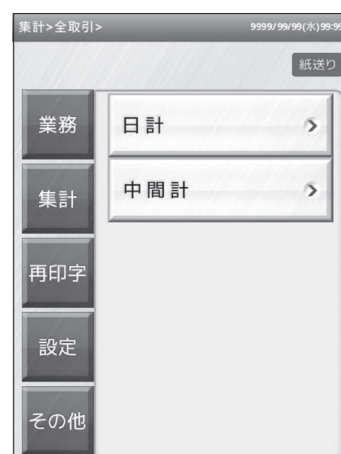 集計>全取引> 9999/99/99(水)99:99
紙送り
業務
日計
中間計
集計
再印字
設定
その他